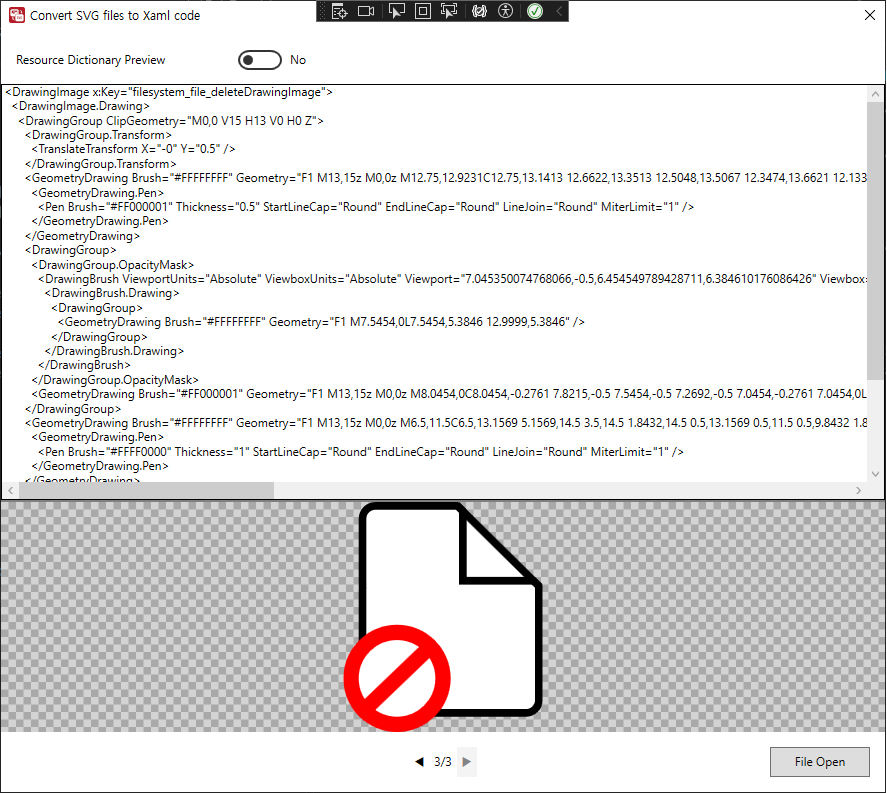 Convert SVG files to Xaml code
Resource Dictionary Preview
No
<DrawingImage x:Key="filesystem_file_deleteDrawingImage">
<DrawingImage.Drawing>
<DrawingGroup ClipGeometry="M0,0 V15 H13 V0 H0 Z">
<DrawingGroup.Transform>
<TranslateTransform X="-0" Y="0.5" />
</DrawingGroup.Transform>
<GeometryDrawing Brush="#FFFFFFFF" Geometry="F1 M13,15z M0,0z M12.75,12.9231C12.75,13.1413 12.6622,13.3513 12.5048,13.5067 12.3474,13.6621 12.133
<GeometryDrawing.Pen>
<Pen Brush="#FF000001" Thickness="0.5" StartLineCap="Round" EndLineCap="Round" LineJoin="Round" MiterLimit="1" />
</GeometryDrawing.Pen>
</GeometryDrawing>
<DrawingGroup>
<DrawingGroup.OpacityMask>
<DrawingBrush ViewportUnits="Absolute" ViewboxUnits="Absolute" Viewport="7.045350074768066,-0.5,6.454549789428711,6.384610176086426" Viewbox=
<DrawingBrush.Drawing>
<DrawingGroup>
<GeometryDrawing Brush="#FFFFFFFF" Geometry="F1 M7.5454,0L7.5454,5.3846 12.9999,5.3846" />
</DrawingGroup>
</DrawingBrush.Drawing>
</DrawingBrush>
</DrawingGroup.OpacityMask>
<GeometryDrawing Brush="#FF000001" Geometry="F1 M13,15z M0,0z M8.0454,0C8.0454,-0.2761 7.8215,-0.5 7.5454,-0.5 7.2692,-0.5 7.0454,-0.2761 7.0454,0L
</DrawingGroup>
<GeometryDrawing Brush="#FFFFFFFF" Geometry="F1 M13,15z M0,0z M6.5,11.5C6.5,13.1569 5.1569,14.5 3.5,14.5 1.8432,14.5 0.5,13.1569 0.5,11.5 0.5,9.8432 1.8
<GeometryDrawing.Pen>
<Pen Brush="#FFFF0000" Thickness="1" StartLineCap="Round" EndLineCap="Round" LineJoin="Round" MiterLimit="1" />
</GeometryDrawing.Pen>
</GeometryDrawing>
3/3
File Open